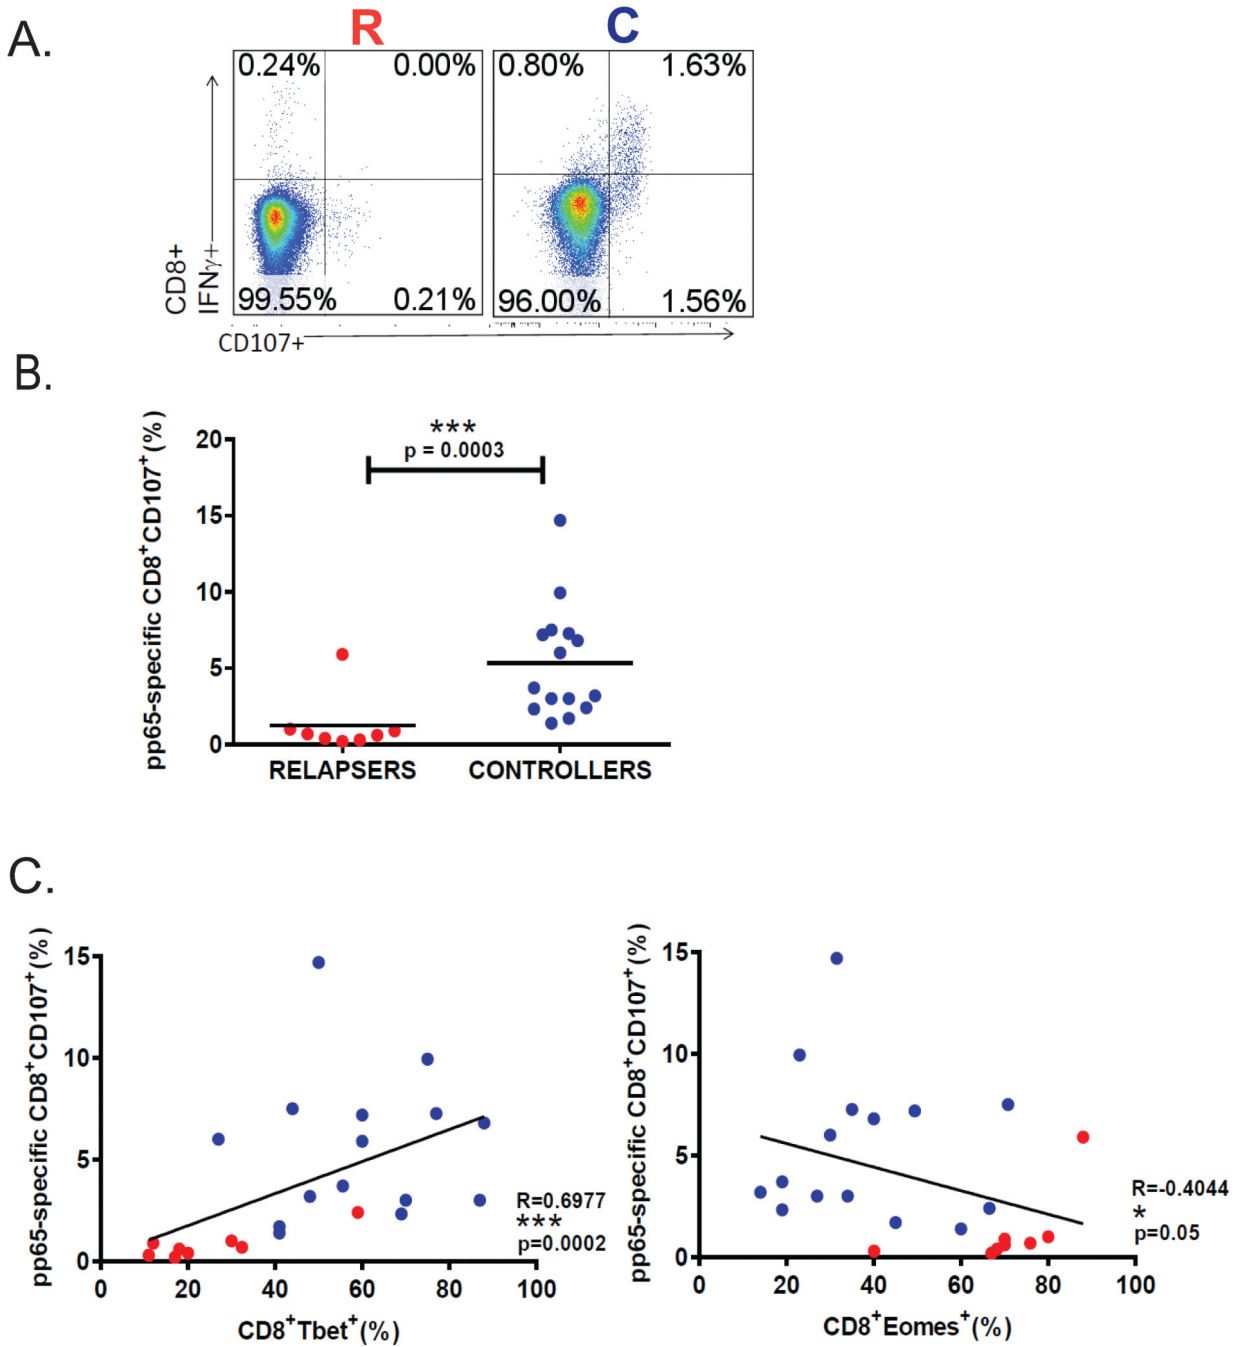 A.
R
C
0.24% 0.00%
0.80% 1.63%
99.55% 0.21%
96.00% 1.56%
CD8+
IFNγ+
CD107+
B.
pp65-specific CD8+CD107+(%)
20
15
10
5
0
***
p = 0.0003
RELAPSERS CONTROLLERS
C.
pp65-specific CD8+CD107+(%)
15
10
5
0
0 20 40 60 80 100
R=0.6977
***
p=0.0002
CD8+Tbet+(%)
pp65-specific CD8+CD107+(%)
15
10
5
0
0 20 40 60 80 100
R=-0.4044
*
p=0.05
CD8+Eomes+(%)